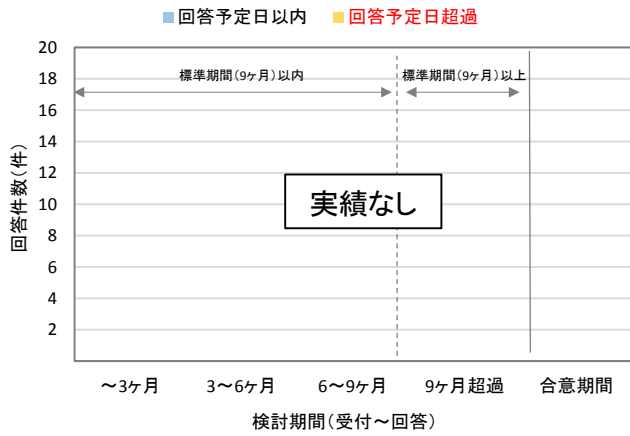 回答予定日以内 回答予定日超過
標準期間(9ヶ月)以内 標準期間(9ヶ月)以上
回答件数(件)
20
18
16
14
12
10
8
6
4
2
実績なし
～3ヶ月 3～6ヶ月 6～9ヶ月 9ヶ月超過 合意期間
検討期間(受付～回答)